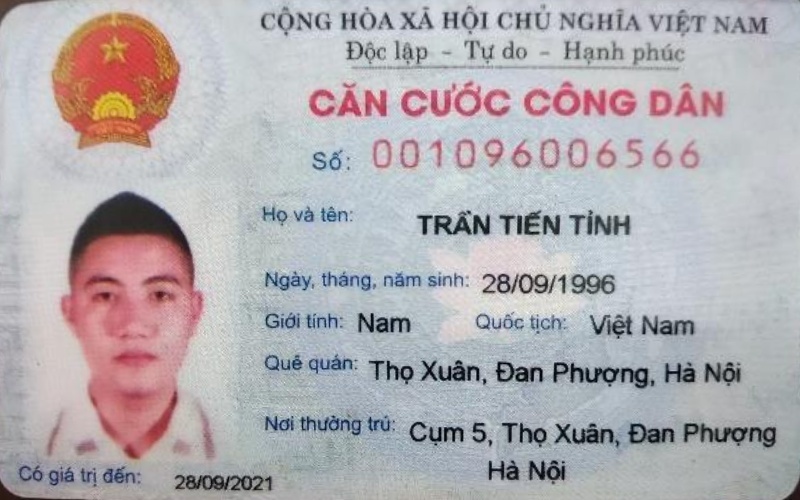 CỘNG HÒA XÃ HỘI CHỦ NGHĨA VIỆT NAM
Độc lập - Tự do - Hạnh phúc
CĂN CƯỚC CÔNG DÂN
Số: 001096006566
Họ và tên: TRẦN TIẾN TỈNH
Ngày, tháng, năm sinh: 28/09/1996
Giới tính: Nam Quốc tịch: Việt Nam
Quê quán: Thọ Xuân, Đan Phượng, Hà Nội
Nơi thường trú: Cụm 5, Thọ Xuân, Đan Phượng
Hà Nội
Có giá trị đến: 28/09/2021